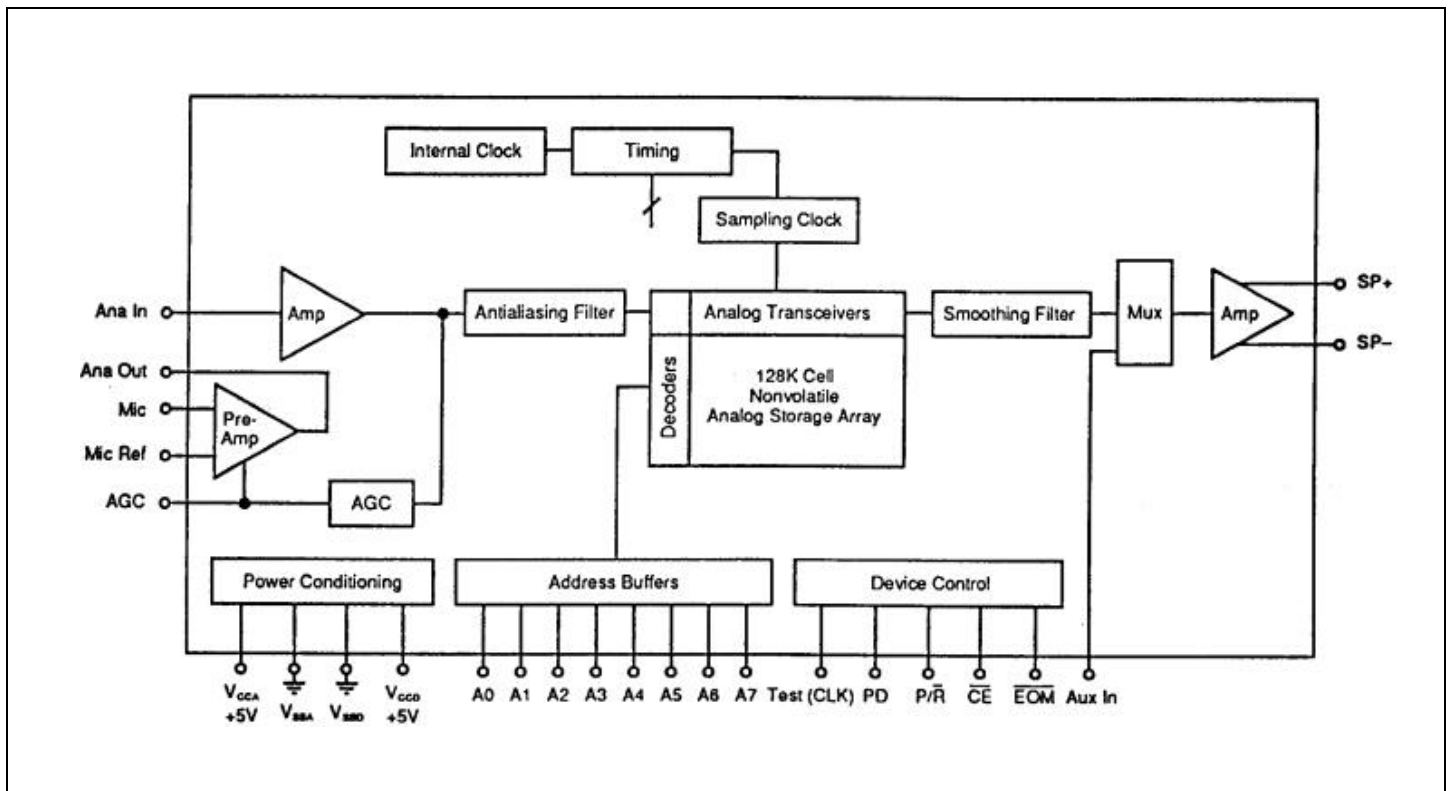 Internal Clock
Timing
Sampling Clock
Ana In
Amp
Antialiasing Filter
Analog Transceivers
Smoothing Filter
Mux
Amp
SP+
SP–
Ana Out
Mic
Pre-
Amp
Mic Ref
AGC
AGC
Decoders
128K Cell
Nonvolatile
Analog Storage Array
Power Conditioning
Address Buffers
Device Control
VCCA
+5V
VSSA
VSSD
VCCD
+5V
A0 A1 A2 A3 A4 A5 A6 A7 Test (CLK) PD P/R̅ C̅E̅ E̅O̅M̅ Aux In